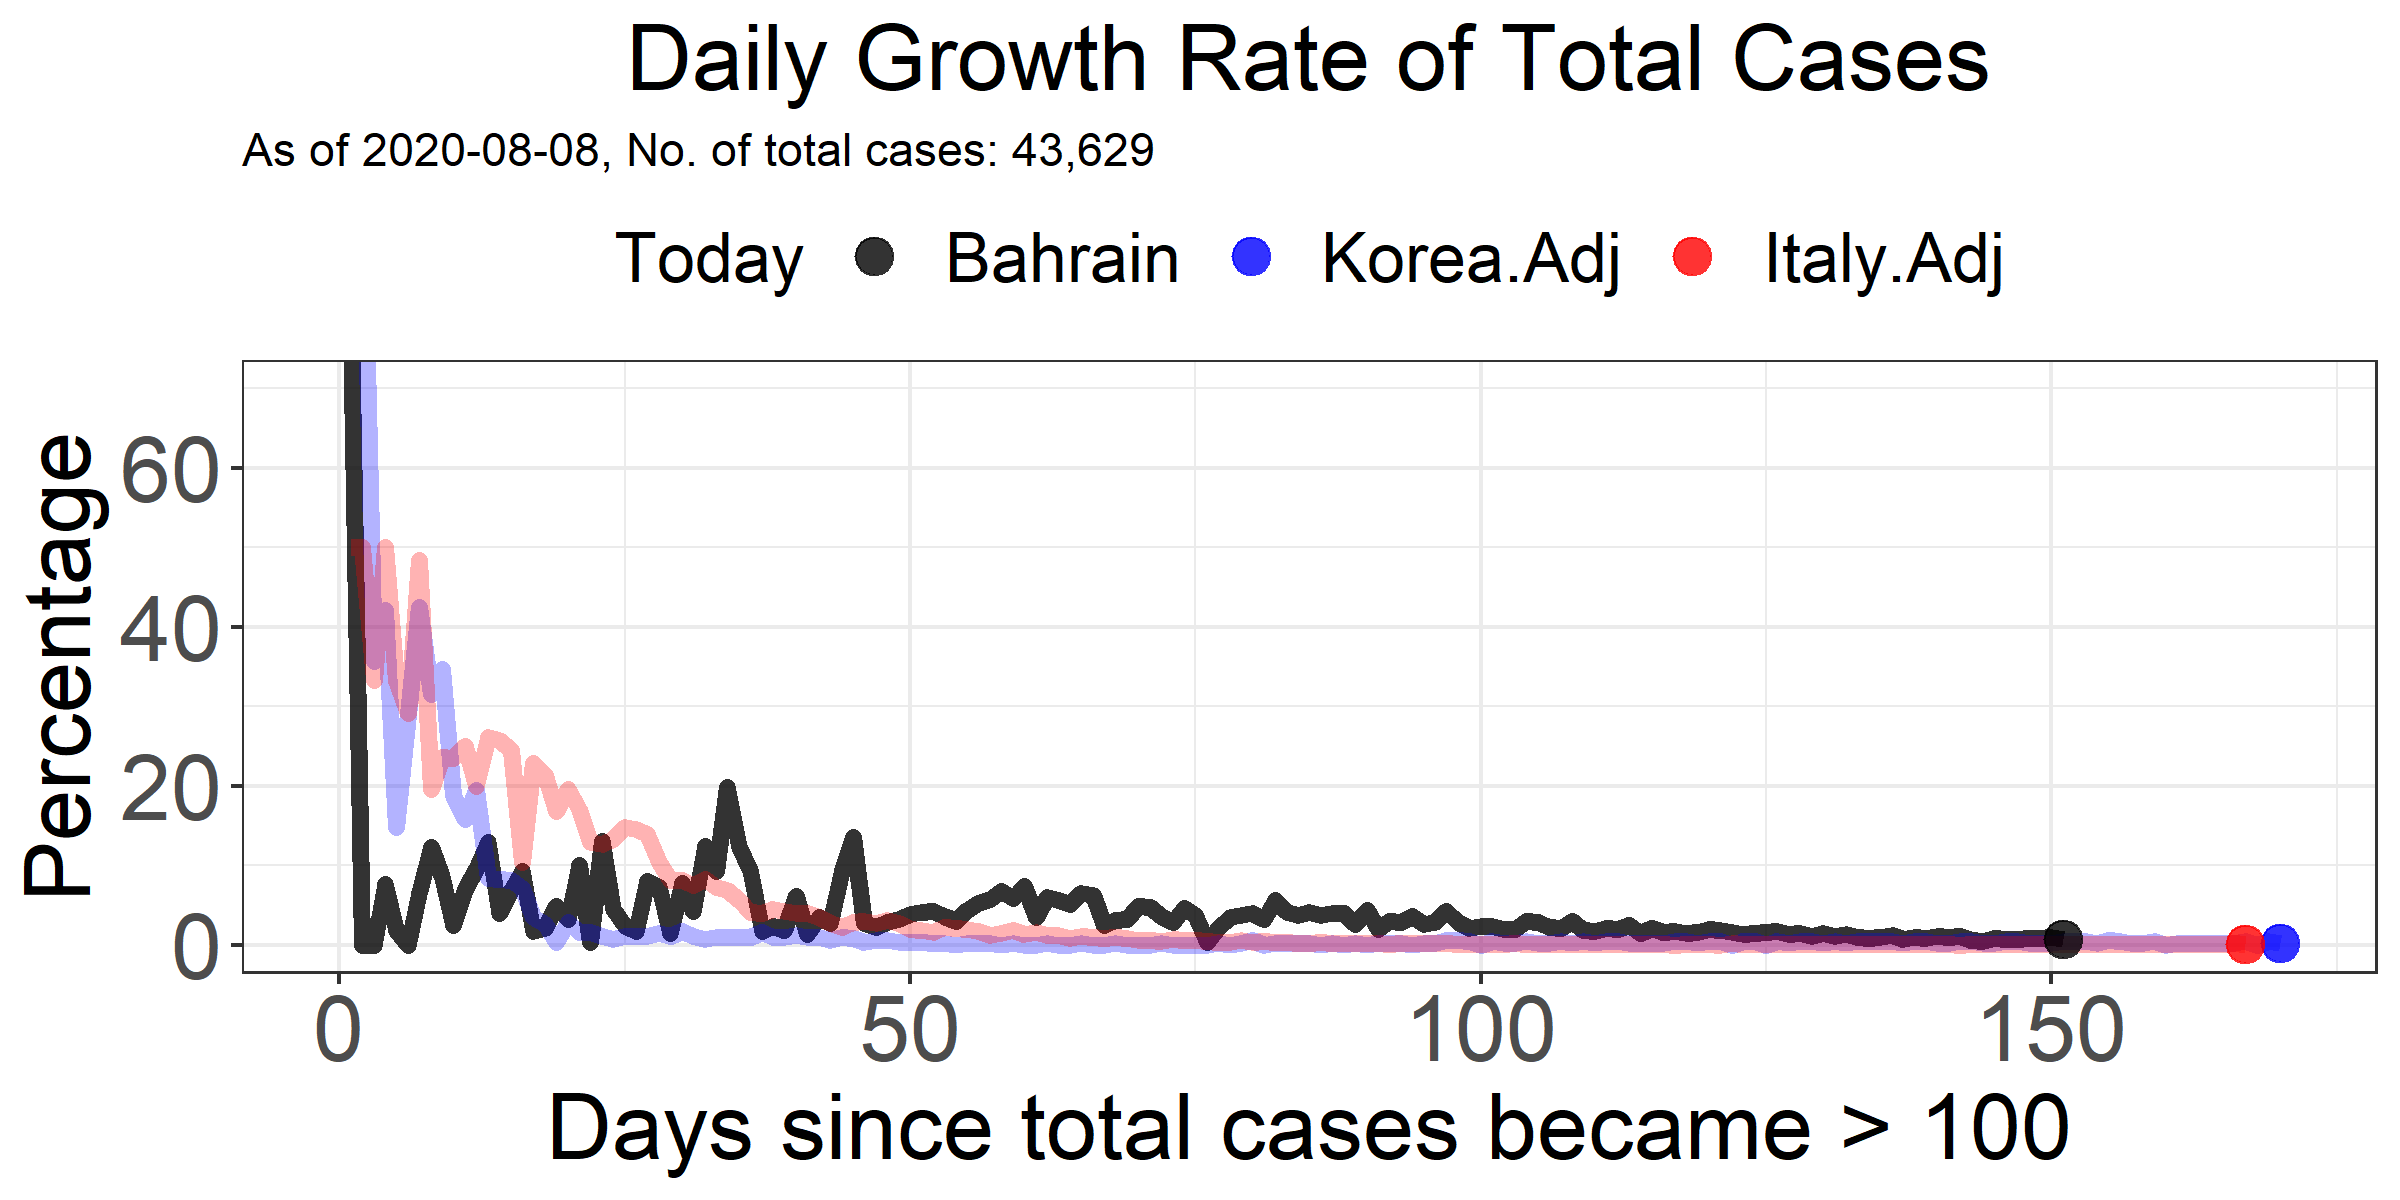 Daily Growth Rate of Total Cases
As of 2020-08-08, No. of total cases: 43,629
Today Bahrain Korea.Adj Italy.Adj
Percentage
60
40
20
0
0 50 100 150
Days since total cases became > 100